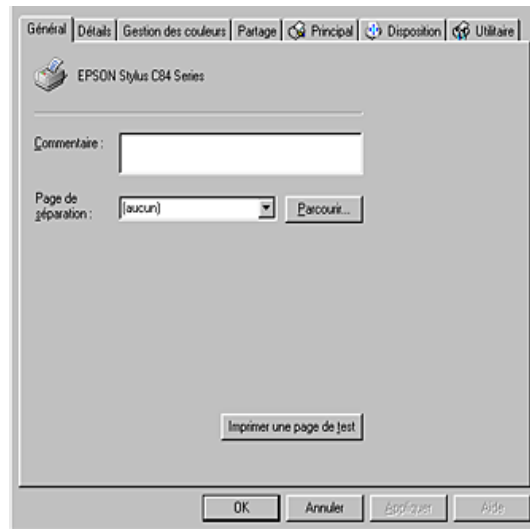 Général Détails Gestion des couleurs Partage Principal Disposition Utilitaire
EPSON Stylus C84 Series
Commentaire :
Page de
séparation :
(aucun)
Parcourir...
Imprimer une page de test
OK Annuler Appliquer Aide